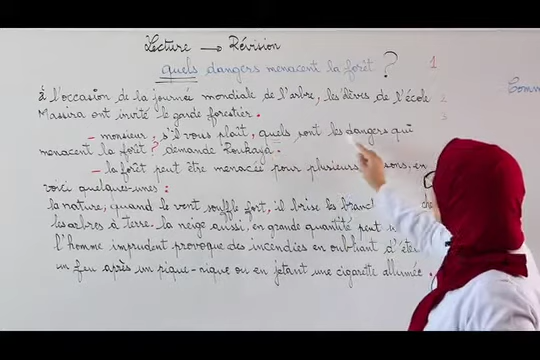 Lecture → Révision
quels dangers menacent la forêt ? 1
Comm
à l'occasion de la journée mondiale de l'arbre, les élèves de l'école 2
Massira ont invité le garde forestier. 3
– monsieur, s'il vous plaît, quels sont les dangers qui
menacent la forêt ? demande Roukaya.
– la forêt peut être menacée pour plusieurs en
voici quelques-unes :
la nature, quand le vent souffle fort, il brise les branc
les arbres à terre. la neige aussi, en grande quantité peut
l'homme imprudent provoque des incendies en oubliant d'éte
un feu après un pique-nique ou en jetant une cigarette allumée.